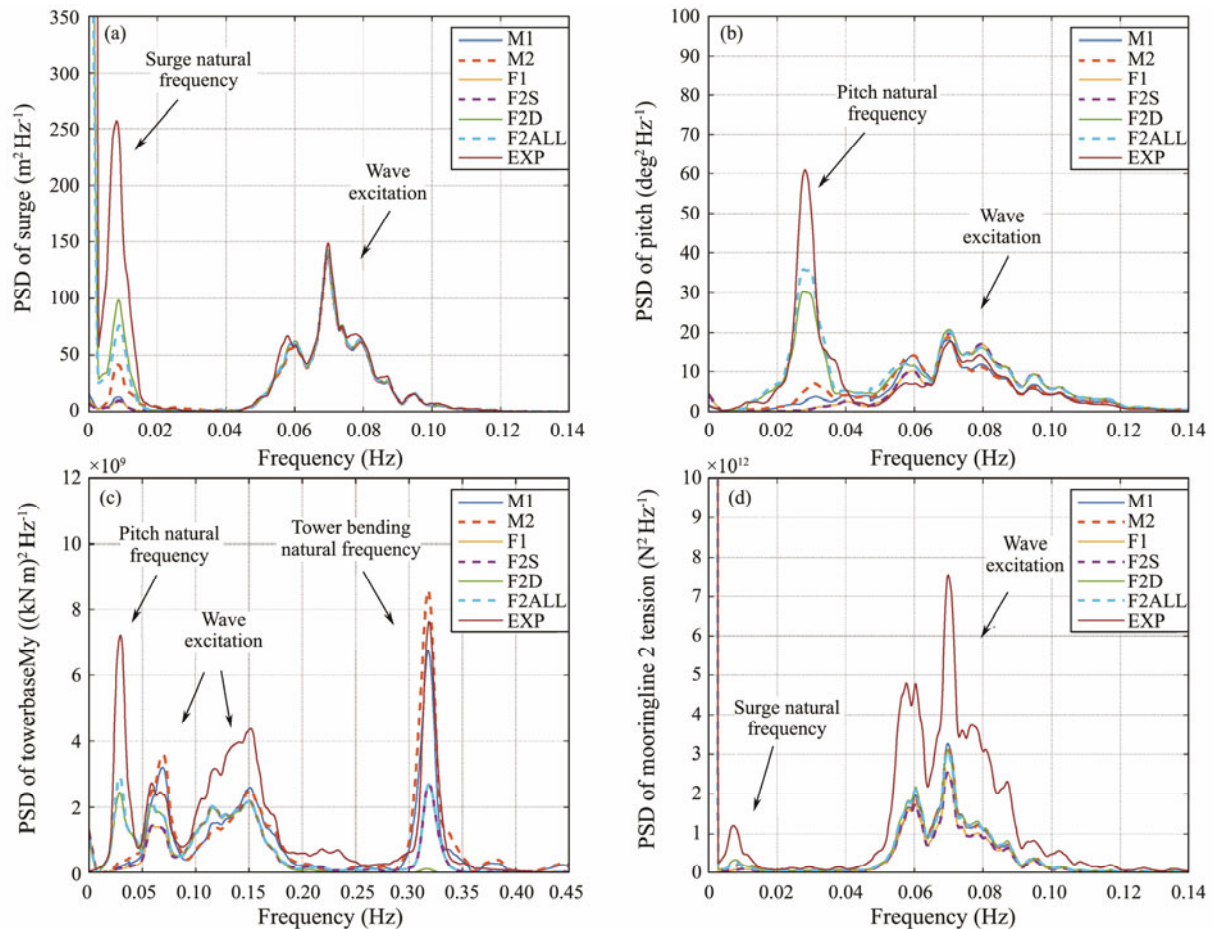 (a)
Surge natural
frequency
Wave
excitation
M1
M2
F1
F2S
F2D
F2ALL
EXP
PSD of surge (m² Hz⁻¹)
350
300
250
200
150
100
50
0
0 0.02 0.04 0.06 0.08 0.10 0.12 0.14
Frequency (Hz)
(b)
Pitch natural
frequency
Wave
excitation
M1
M2
F1
F2S
F2D
F2ALL
EXP
PSD of pitch (deg² Hz⁻¹)
100
90
80
70
60
50
40
30
20
10
0
0 0.02 0.04 0.06 0.08 0.10 0.12 0.14
Frequency (Hz)
×10⁹
(c)
Pitch natural
frequency
Wave
excitation
Tower bending
natural frequency
M1
M2
F1
F2S
F2D
F2ALL
EXP
PSD of towerbaseMy ((kN m)² Hz⁻¹)
12
10
8
6
4
2
0
0 0.05 0.10 0.15 0.20 0.25 0.30 0.35 0.40 0.45
Frequency (Hz)
×10¹²
(d)
Surge natural
frequency
Wave
excitation
M1
M2
F1
F2S
F2D
F2ALL
EXP
PSD of mooringline 2 tension (N² Hz⁻¹)
10
9
8
7
6
5
4
3
2
1
0
0 0.02 0.04 0.06 0.08 0.10 0.12 0.14
Frequency (Hz)